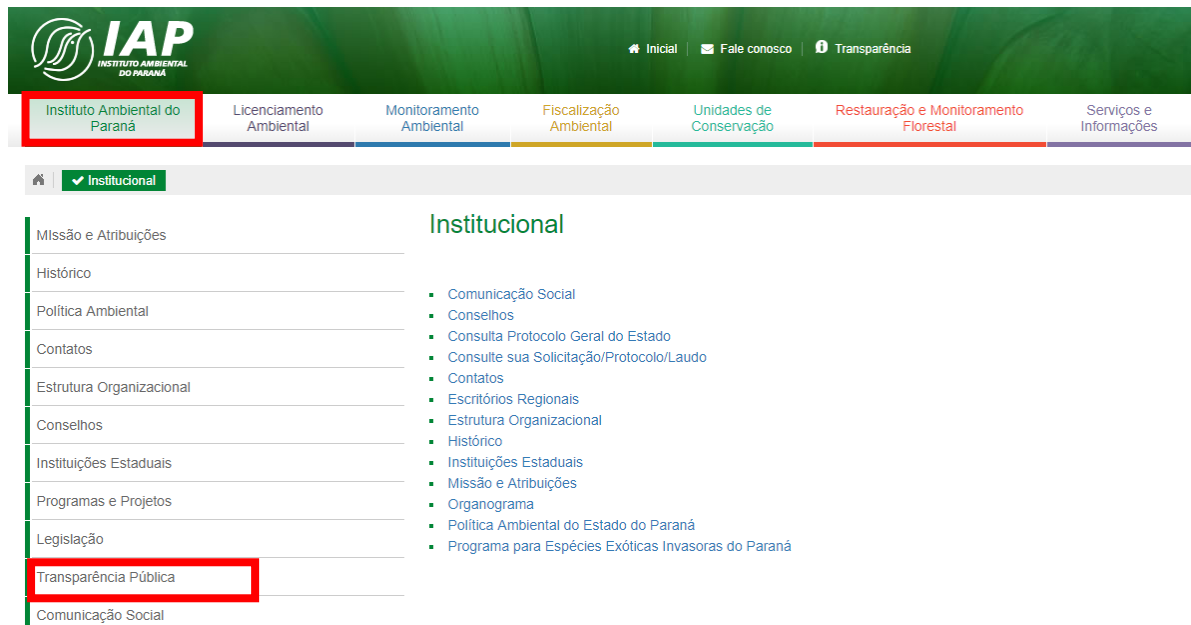 IAP
INSTITUTO AMBIENTAL
DO PARANÁ
Inicial
Fale conosco
Transparência
Instituto Ambiental do
Paraná
Licenciamento
Ambiental
Monitoramento
Ambiental
Fiscalização
Ambiental
Unidades de
Conservação
Restauração e Monitoramento
Florestal
Serviços e
Informações
Institucional
MIssão e Atribuições
Histórico
Política Ambiental
Contatos
Estrutura Organizacional
Conselhos
Instituições Estaduais
Programas e Projetos
Legislação
Transparência Pública
Comunicação Social
Institucional
Comunicação Social
Conselhos
Consulta Protocolo Geral do Estado
Consulte sua Solicitação/Protocolo/Laudo
Contatos
Escritórios Regionais
Estrutura Organizacional
Histórico
Instituições Estaduais
Missão e Atribuições
Organograma
Política Ambiental do Estado do Paraná
Programa para Espécies Exóticas Invasoras do Paraná